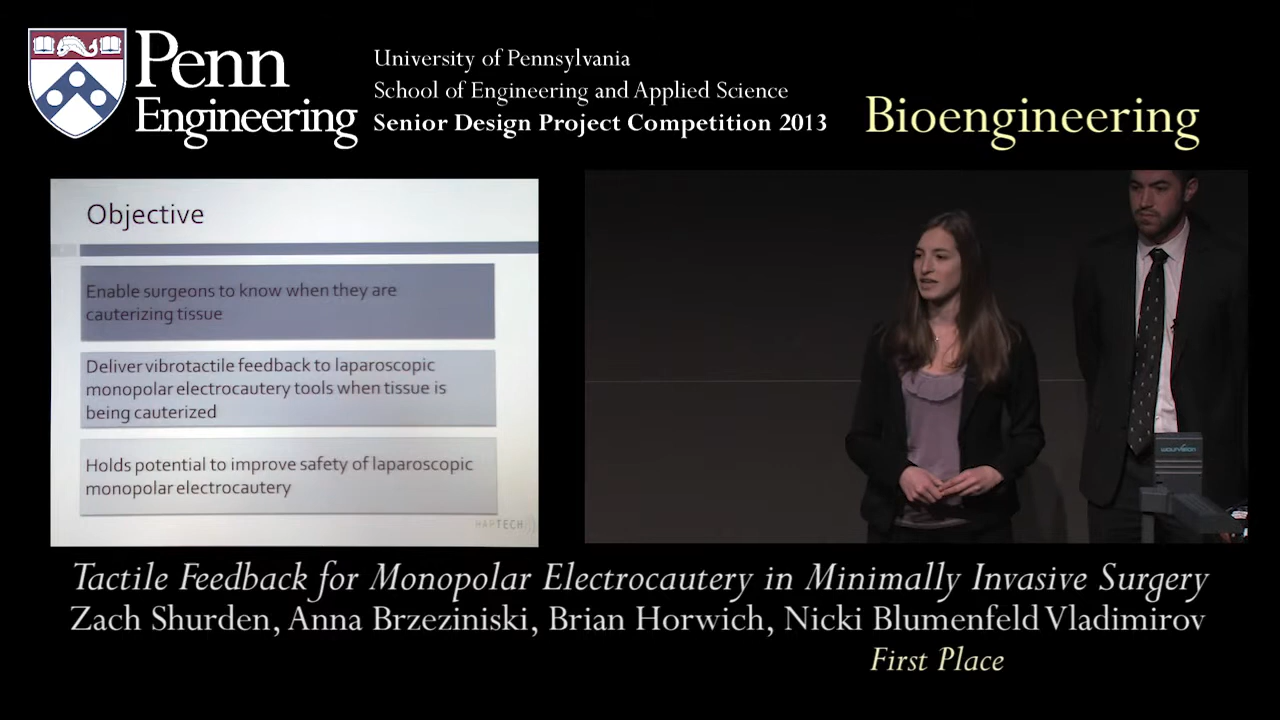 Penn
Engineering
University of Pennsylvania
School of Engineering and Applied Science
Senior Design Project Competition 2013
Bioengineering
Objective
Enable surgeons to know when they are
cauterizing tissue
Deliver vibrotactile feedback to laparoscopic
monopolar electrocautery tools when tissue is
being cauterized
Holds potential to improve safety of laparoscopic
monopolar electrocautery
HAPTECH
wolfvision
Tactile Feedback for Monopolar Electrocautery in Minimally Invasive Surgery
Zach Shurden, Anna Brzeziniski, Brian Horwich, Nicki Blumenfeld Vladimirov
First Place